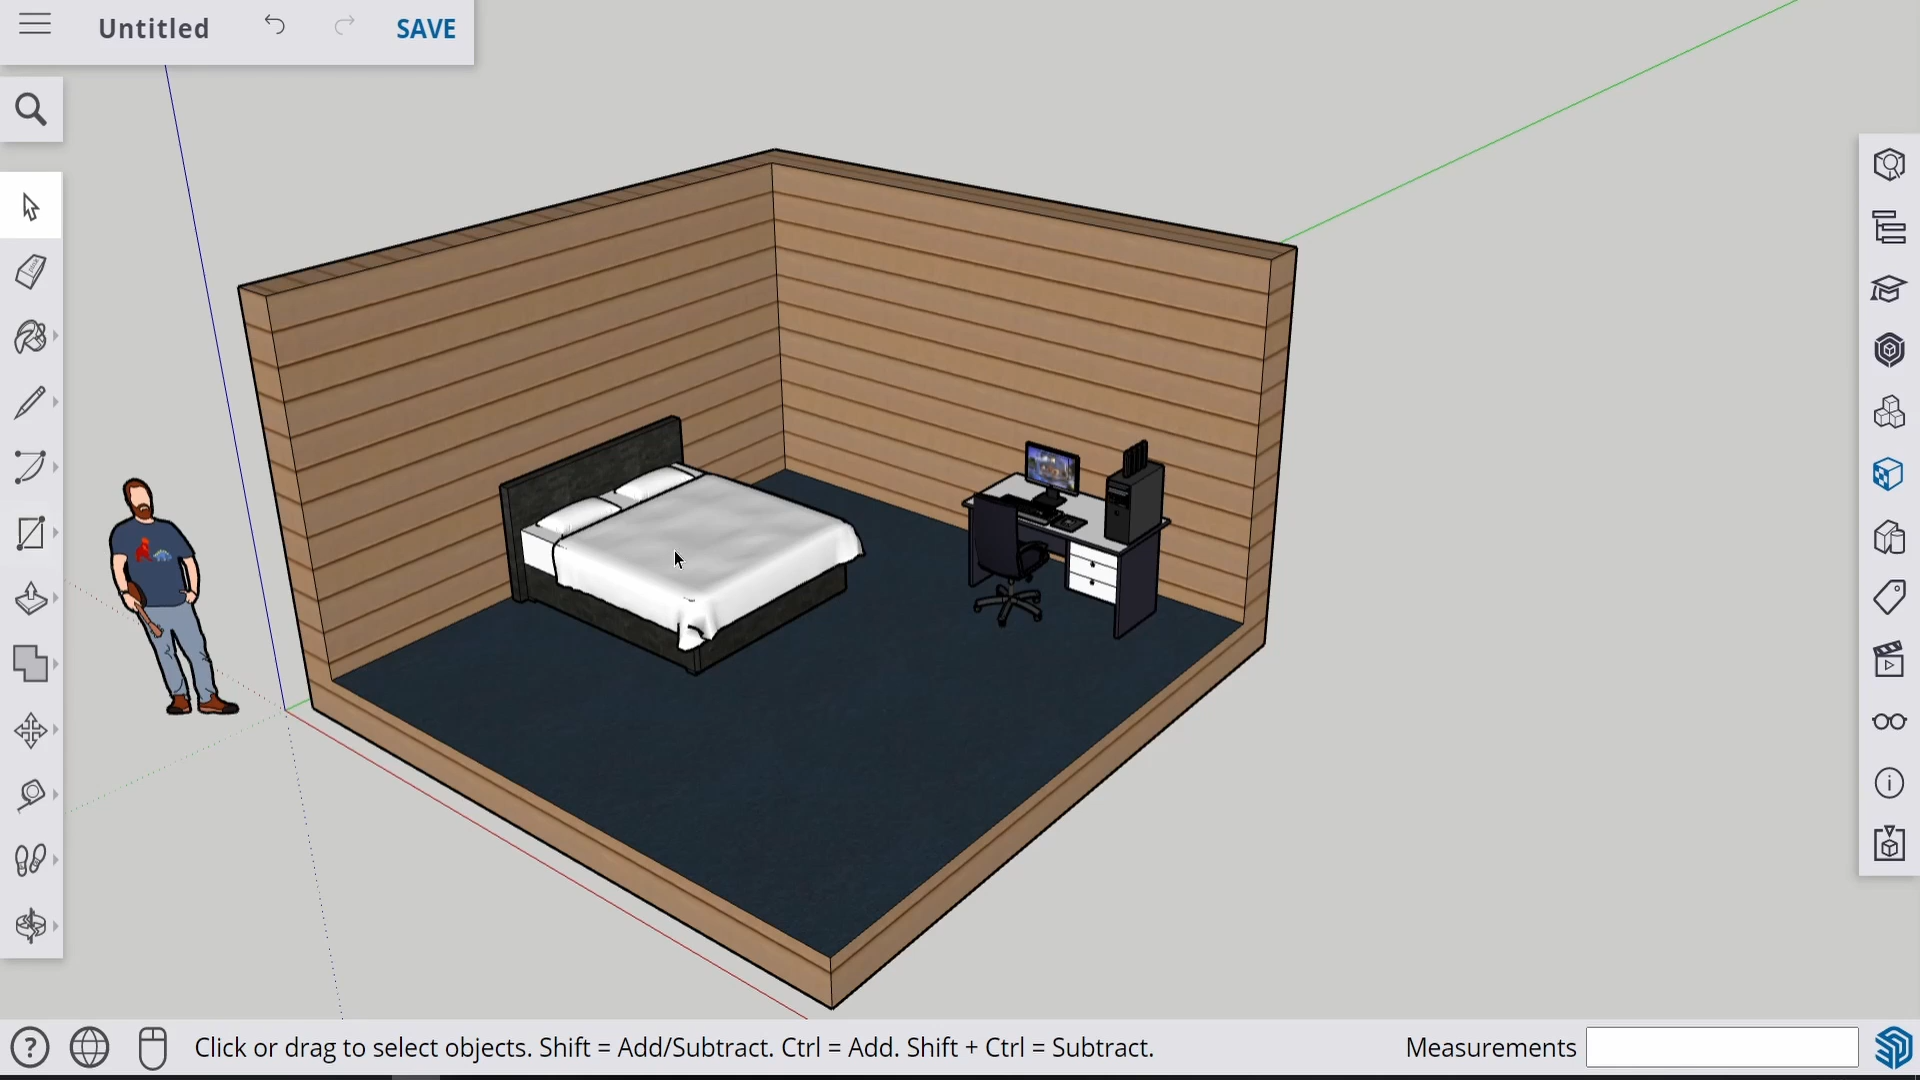 Untitled
SAVE
Click or drag to select objects. Shift = Add/Subtract. Ctrl = Add. Shift + Ctrl = Subtract.
Measurements